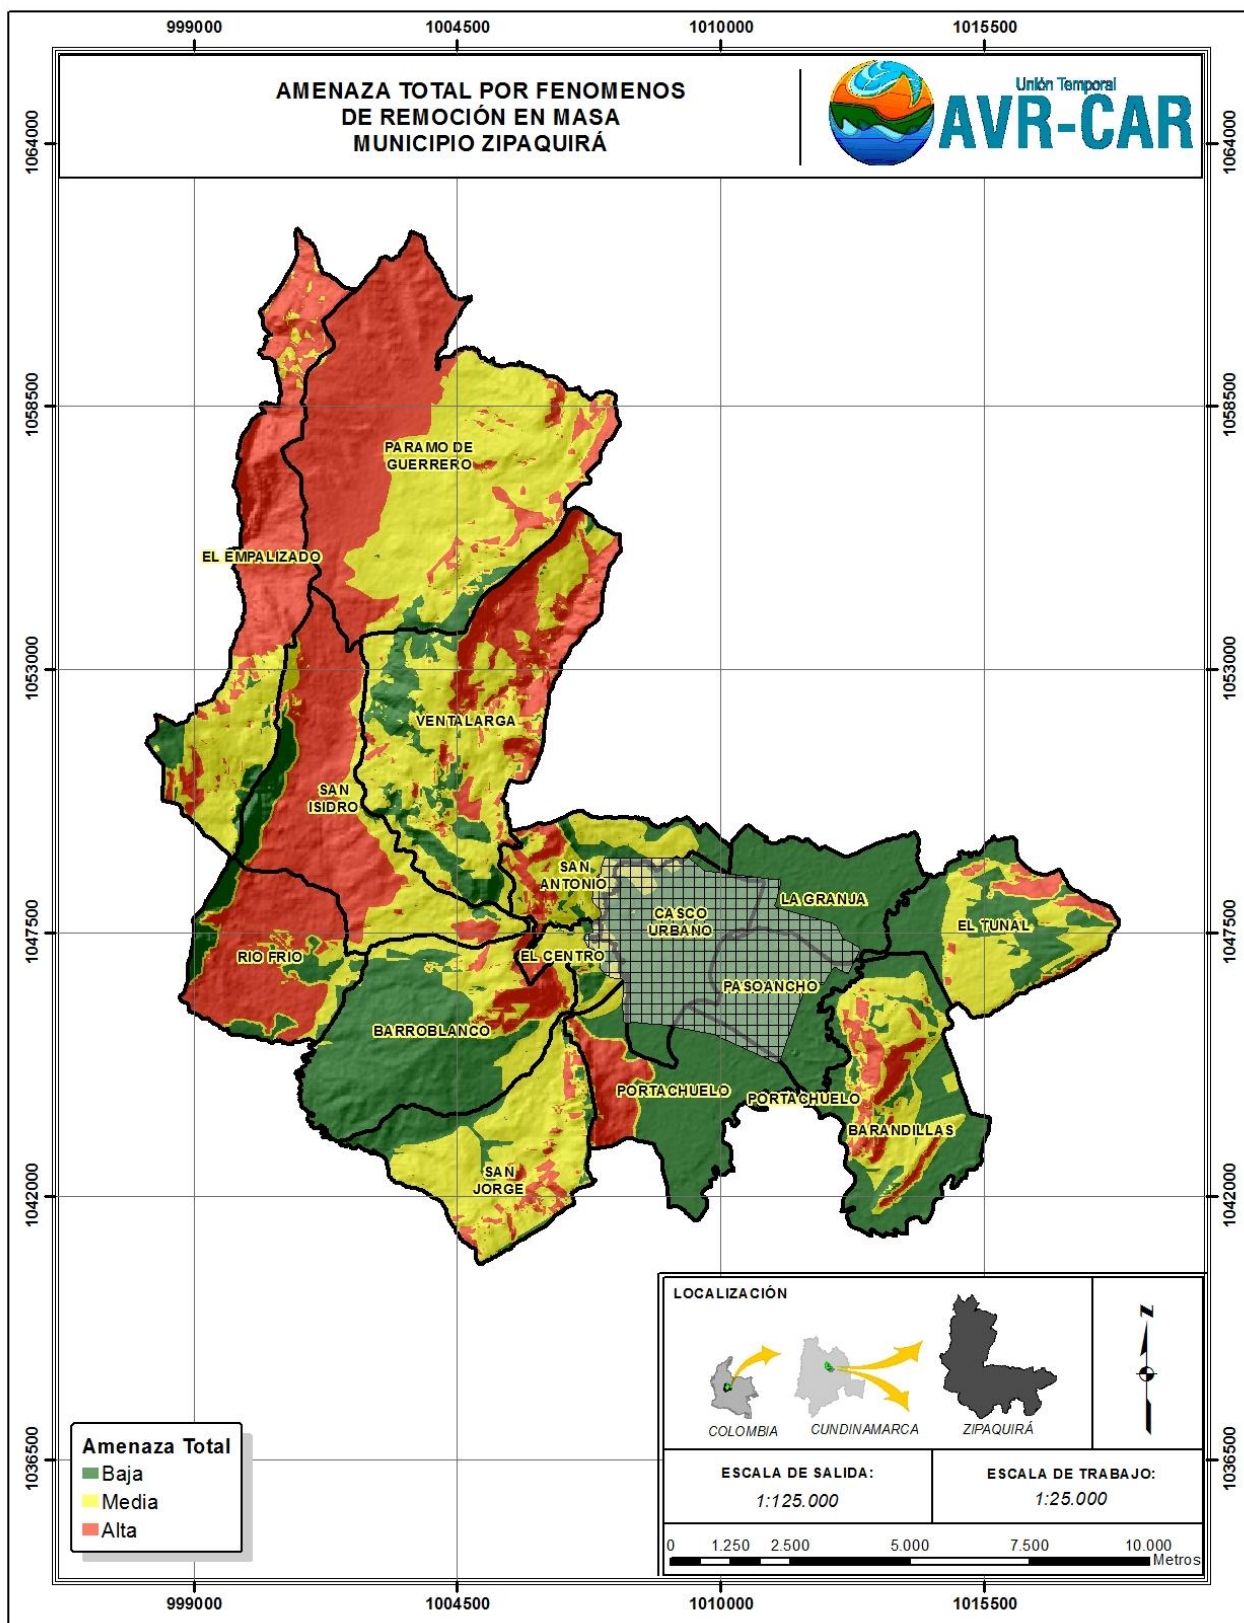 999000
1004500
1010000
1015500
AMENAZA TOTAL POR FENOMENOS
DE REMOCIÓN EN MASA
MUNICIPIO ZIPAQUIRÁ
Unión Temporal
AVR-CAR
1064000
1064000
1058500
1058500
PARAMO DE
GUERRERO
EL EMPALIZADO
1053000
1053000
VENTALARGA
SAN
ISIDRO
SAN
ANTONIO
LA GRANJA
CASCO
URBANO
EL TUNAL
1047500
1047500
RIO FRIO
EL CENTRO
PASOANCHO
BARROBLANCO
PORTACHUELO
PORTACHUELO
BARANDILLAS
SAN
JORGE
1042000
1042000
LOCALIZACIÓN
COLOMBIA
CUNDINAMARCA
ZIPAQUIRÁ
N
1036500
1036500
Amenaza Total
Baja
Media
Alta
ESCALA DE SALIDA:
1:125.000
ESCALA DE TRABAJO:
1:25.000
0 1.250 2.500 5.000 7.500 10.000
Metros
999000
1004500
1010000
1015500